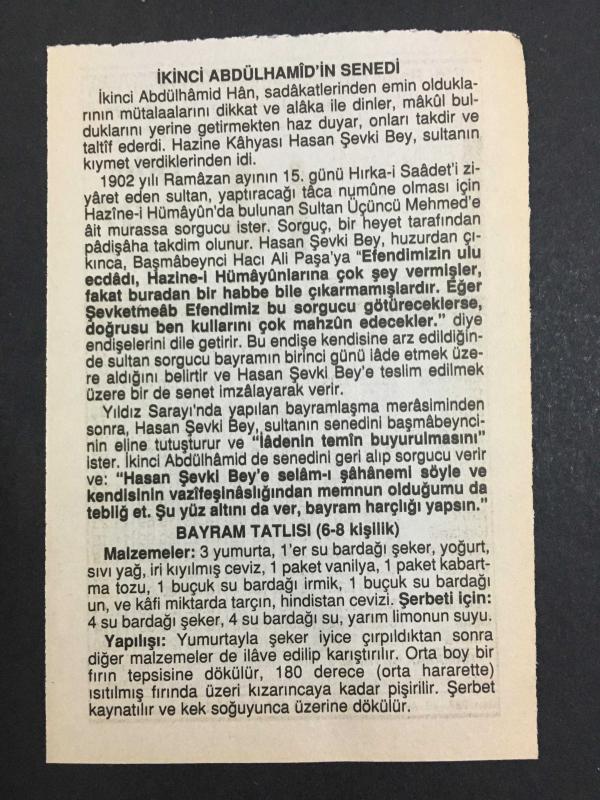 İKİNCİ ABDÜLHAMÎD'İN SENEDİ
İkinci Abdülhâmid Hân, sadâkatlerinden emin oldukla-
rının mütalaalarını dikkat ve alâka ile dinler, mâkûl bul-
duklarını yerine getirmekten haz duyar, onları takdir ve
taltîf ederdi. Hazine Kâhyası Hasan Şevki Bey, sultanın
kıymet verdiklerinden idi.
1902 yılı Ramâzan ayının 15. günü Hırka-i Saâdet'i zi-
yâret eden sultan, yaptıracağı tâca numûne olması için
Hazîne-i Hümâyûn'da bulunan Sultan Üçüncü Mehmed'e
âit murassa sorgucu ister. Sorguç, bir heyet tarafından
pâdişâha takdim olunur. Hasan Şevki Bey, huzurdan çı-
kınca, Başmâbeynci Hacı Ali Paşa'ya "Efendimizin ulu
ecdâdı, Hazine-i Hümâyûnlarına çok şey vermişler,
fakat buradan bir habbe bile çıkarmamışlardır. Eğer
Şevketmeâb Efendimiz bu sorgucu götüreceklerse,
doğrusu ben kullarını çok mahzûn edecekler." diye
endişelerini dile getirir. Bu endişe kendisine arz edildiğin-
de sultan sorgucu bayramın birinci günü iâde etmek üze-
re aldığını belirtir ve Hasan Şevki Bey'e teslim edilmek
üzere bir de senet imzâlayarak verir.
Yıldız Sarayı'nda yapılan bayramlaşma merâsiminden
sonra, Hasan Şevki Bey, sultanın senedini başmâbeynci-
nin eline tutuşturur ve "iâdenin temîn buyurulmasını"
ister. İkinci Abdülhâmid de senedini geri alıp sorgucu verir
ve: "Hasan Şevki Bey'e selâm-ı şâhânemi söyle ve
kendisinin vazîfeşinâslığından memnun olduğumu da
tebliğ et. Şu yüz altını da ver, bayram harçlığı yapsın."
BAYRAM TATLISI (6-8 kişilik)
Malzemeler: 3 yumurta, 1'er su bardağı şeker, yoğurt,
sıvı yağ, iri kıyılmış ceviz, 1 paket vanilya, 1 paket kabart-
ma tozu, 1 buçuk su bardağı irmik, 1 buçuk su bardağı
un, ve kâfi miktarda tarçın, hindistan cevizi. Şerbeti için:
4 su bardağı şeker, 4 su bardağı su, yarım limonun suyu.
Yapılışı: Yumurtayla şeker iyice çırpıldıktan sonra
diğer malzemeler de ilâve edilip karıştırılır. Orta boy bir
fırın tepsisine dökülür, 180 derece (orta hararette)
ısıtılmış fırında üzeri kızarıncaya kadar pişirilir. Şerbet
kaynatılır ve kek soğuyunca üzerine dökülür.